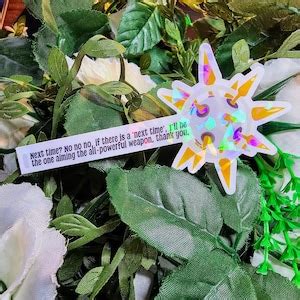 Next time? No no no, if there is a 'next time', I'll be
the one aiming the all-powerful weapon, thank you.